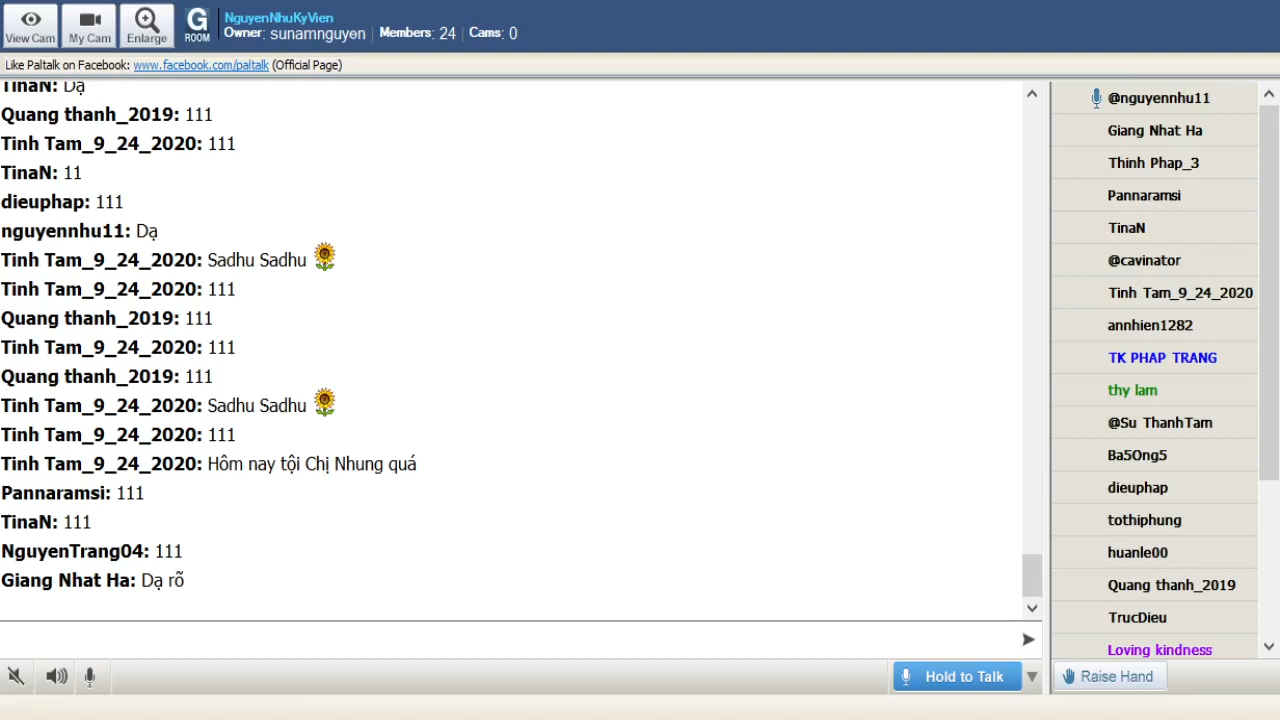 View Cam
My Cam
Enlarge
G
ROOM
NguyenNhuKyVien
Owner: sunamnguyen | Members: 24 | Cams: 0
Like Paltalk on Facebook: www.facebook.com/paltalk (Official Page)
TinaN: Dạ
Quang thanh_2019: 111
Tinh Tam_9_24_2020: 111
TinaN: 11
dieuphap: 111
nguyennhu11: Dạ
Tinh Tam_9_24_2020: Sadhu Sadhu
Tinh Tam_9_24_2020: 111
Quang thanh_2019: 111
Tinh Tam_9_24_2020: 111
Quang thanh_2019: 111
Tinh Tam_9_24_2020: Sadhu Sadhu
Tinh Tam_9_24_2020: 111
Tinh Tam_9_24_2020: Hôm nay tội Chị Nhung quá
Pannaramsi: 111
TinaN: 111
NguyenTrang04: 111
Giang Nhat Ha: Dạ rõ
@nguyennhu11
Giang Nhat Ha
Thinh Phap_3
Pannaramsi
TinaN
@cavinator
Tinh Tam_9_24_2020
annhien1282
TK PHAP TRANG
thy lam
@Su ThanhTam
Ba5Ong5
dieuphap
tothiphung
huanle00
Quang thanh_2019
TrucDieu
Loving kindness
Hold to Talk
Raise Hand